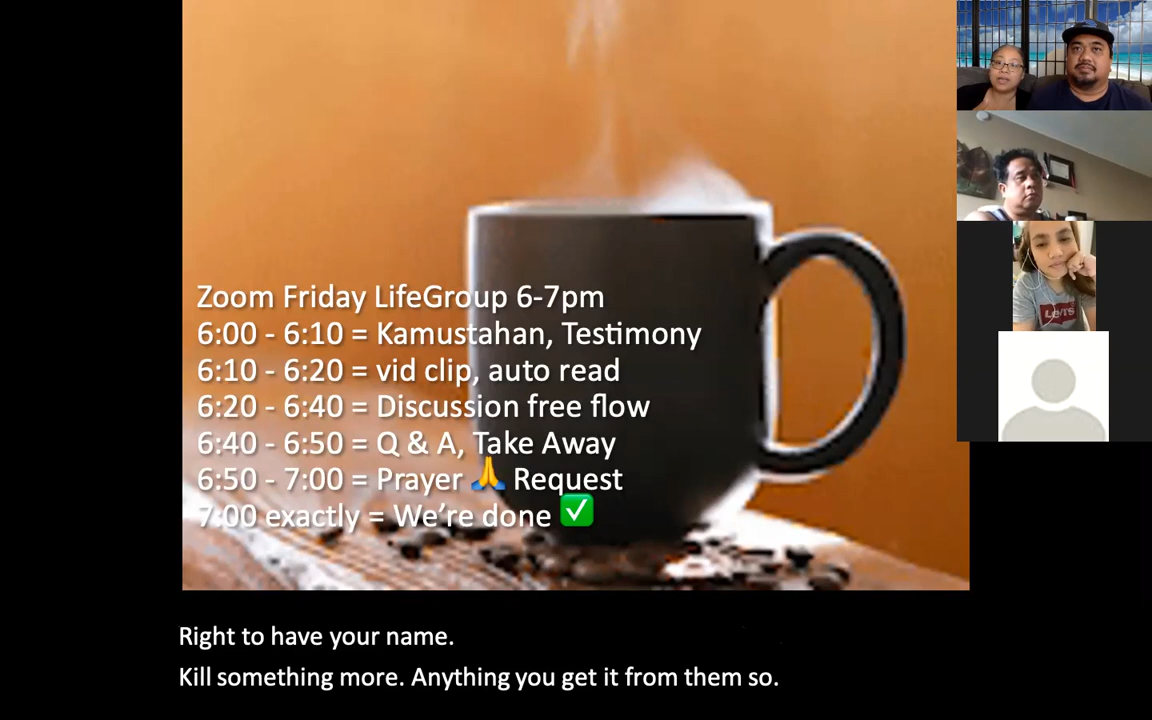 Zoom Friday LifeGroup 6-7pm
6:00 - 6:10 = Kamustahan, Testimony
6:10 - 6:20 = vid clip, auto read
6:20 - 6:40 = Discussion free flow
6:40 - 6:50 = Q & A, Take Away
6:50 - 7:00 = Prayer 🙏 Request
7:00 exactly = We're done ✅
LEVI'S
Right to have your name.
Kill something more. Anything you get it from them so.